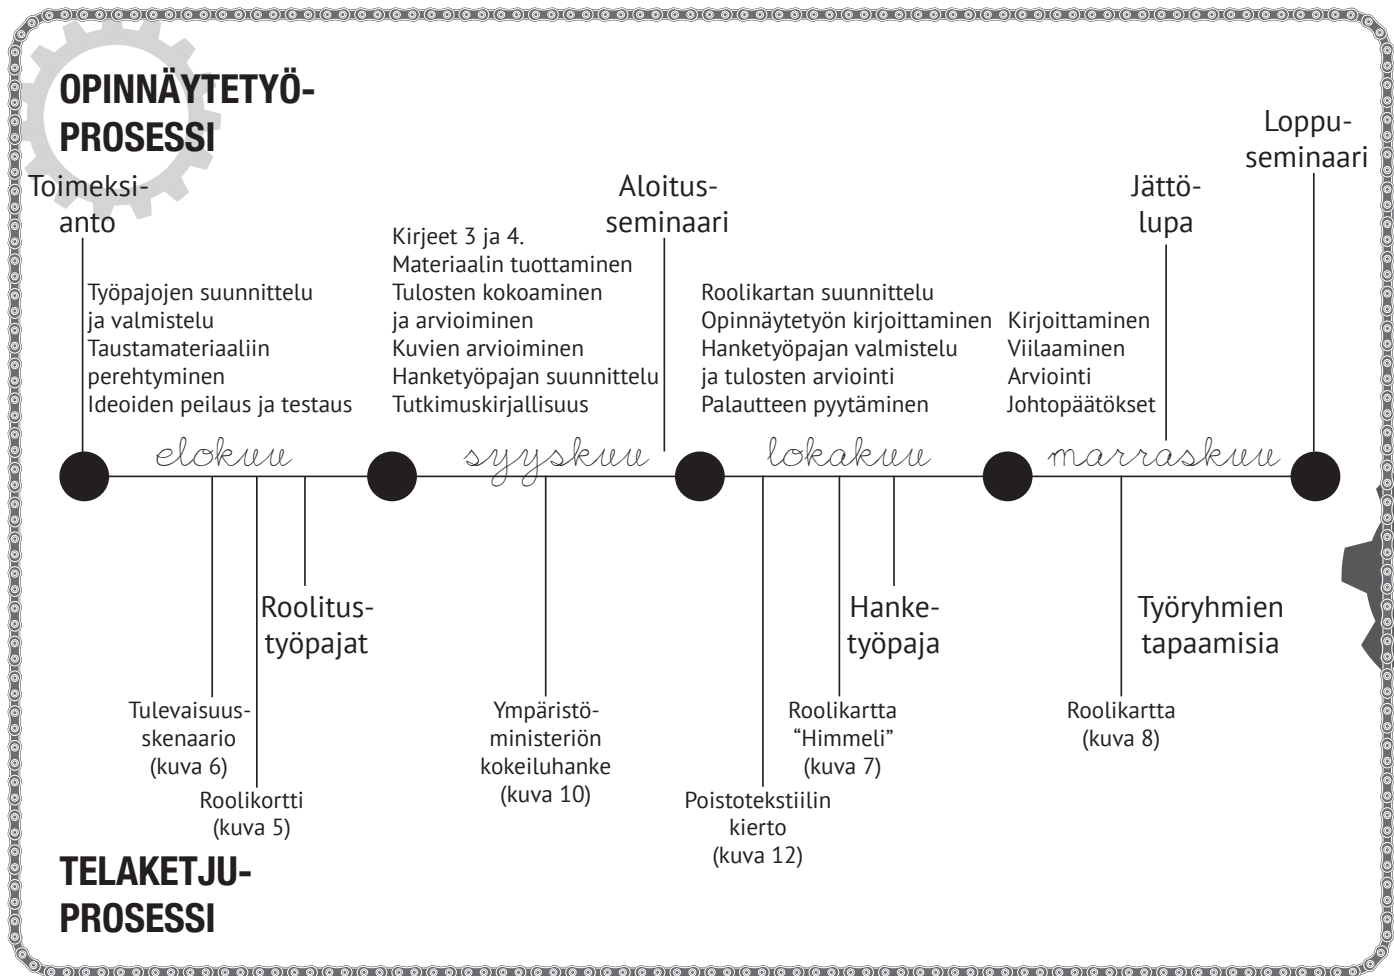 OPINNÄYTETYÖ-
PROSESSI
Toimeksi-
anto
Työpajojen suunnittelu
ja valmistelu
Taustamateriaaliin
perehtyminen
Ideoiden peilaus ja testaus
Kirjeet 3 ja 4.
Materiaalin tuottaminen
Tulosten kokoaminen
ja arvioiminen
Kuvien arvioiminen
Hanketyöpajan suunnittelu
Tutkimuskirjallisuus
Aloitus-
seminaari
Roolikartan suunnittelu
Opinnäytetyön kirjoittaminen
Hanketyöpajan valmistelu
ja tulosten arviointi
Palautteen pyytäminen
Jättö-
lupa
Kirjoittaminen
Viilaaminen
Arviointi
Johtopäätökset
Loppu-
seminaari
elokuu
syyskuu
lokakuu
marraskuu
Roolitus-
työpajat
Tulevaisuus-
skenaario
(kuva 6)
Roolikortti
(kuva 5)
Ympäristö-
ministeriön
kokeiluhanke
(kuva 10)
Hanke-
työpaja
Roolikartta
“Himmeli”
(kuva 7)
Poistotekstiilin
kierto
(kuva 12)
Työryhmien
tapaamisia
Roolikartta
(kuva 8)
TELAKETJU-
PROSESSI